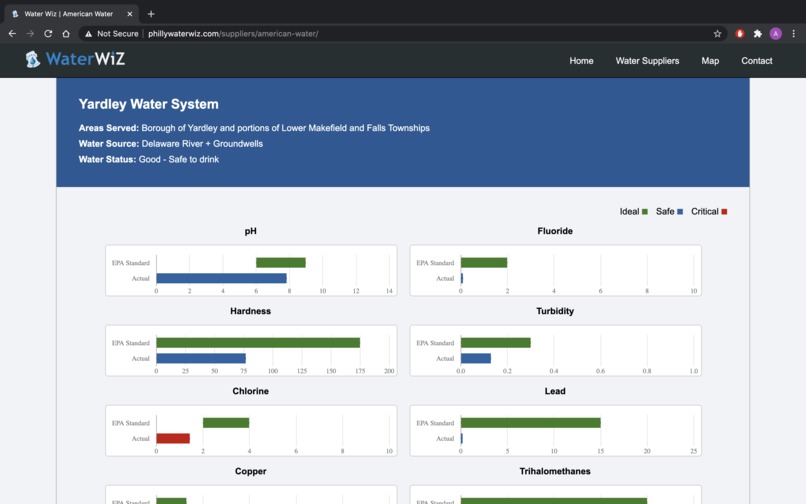 Water Wiz | American Water
Not Secure | phillywaterwiz.com/suppliers/american-water/
A
WaterWiZ
Home Water Suppliers Map Contact
Yardley Water System
Areas Served: Borough of Yardley and portions of Lower Makefield and Falls Townships
Water Source: Delaware River + Groundwells
Water Status: Good - Safe to drink
Ideal Safe Critical
pH
EPA Standard
Actual
0 2 4 6 8 10 12 14
Fluoride
EPA Standard
Actual
0 2 4 6 8 10
Hardness
EPA Standard
Actual
0 25 50 75 100 125 150 175 200
Turbidity
EPA Standard
Actual
0.0 0.2 0.4 0.6 0.8 1.0
Chlorine
EPA Standard
Actual
0 2 4 6 8 10
Lead
EPA Standard
Actual
0 5 10 15 20 25
Copper
EPA Standard
Trihalomethanes
EPA Standard